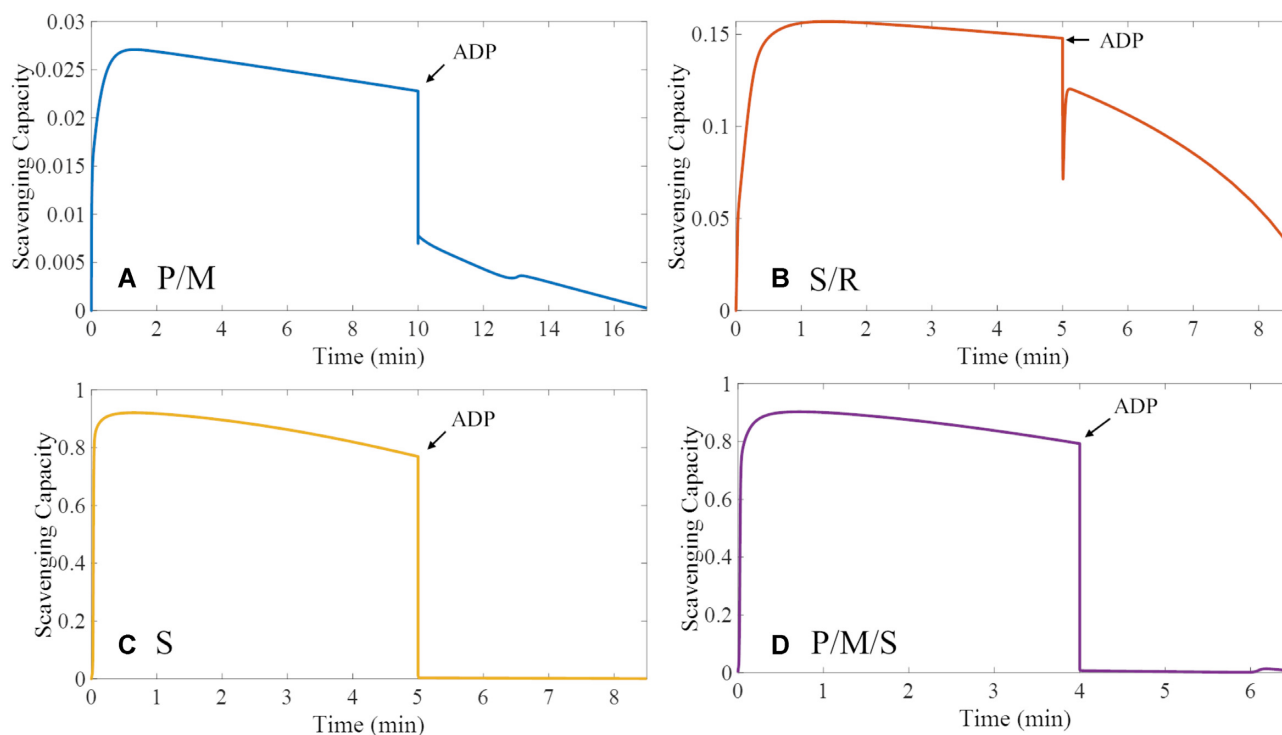 Scavenging Capacity
0.03
0.025
0.02
0.015
0.01
0.005
0
ADP
A P/M
0 2 4 6 8 10 12 14 16
Time (min)
Scavenging Capacity
0.15
0.1
0.05
0
ADP
B S/R
0 1 2 3 4 5 6 7 8
Time (min)
Scavenging Capacity
1
0.8
0.6
0.4
0.2
0
ADP
C S
0 1 2 3 4 5 6 7 8
Time (min)
Scavenging Capacity
1
0.8
0.6
0.4
0.2
0
ADP
D P/M/S
0 1 2 3 4 5 6
Time (min)